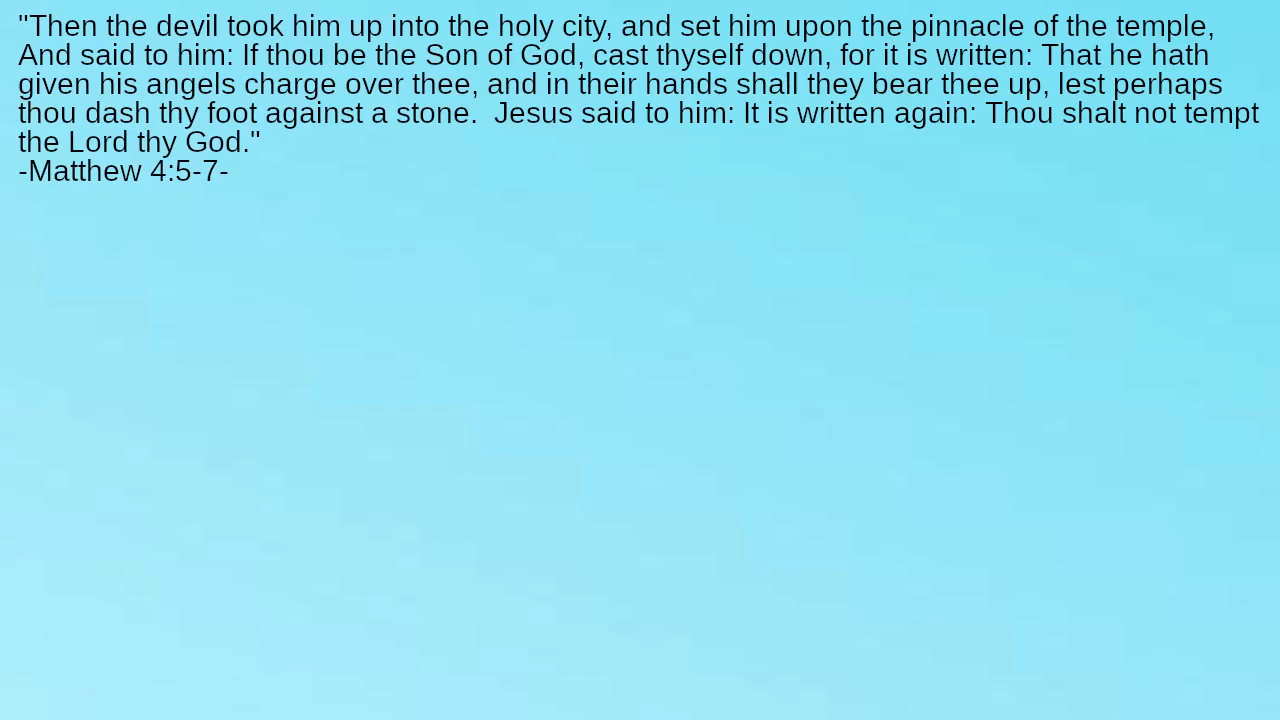 "Then the devil took him up into the holy city, and set him upon the pinnacle of the temple,
And said to him: If thou be the Son of God, cast thyself down, for it is written: That he hath
given his angels charge over thee, and in their hands shall they bear thee up, lest perhaps
thou dash thy foot against a stone.  Jesus said to him: It is written again: Thou shalt not tempt
the Lord thy God."
-Matthew 4:5-7-